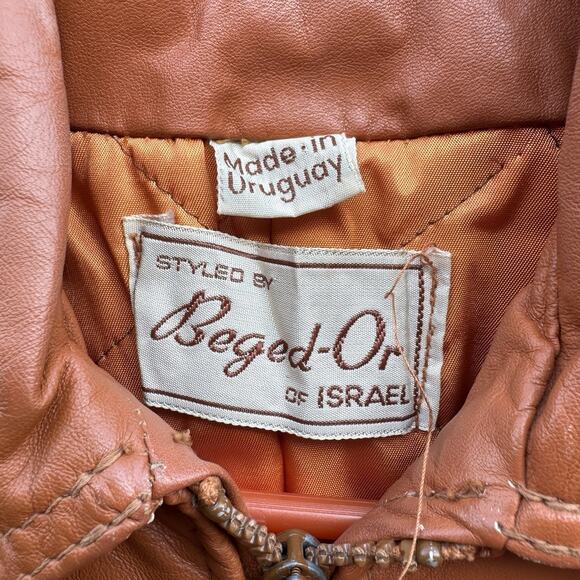 Made·in
Uruguay
STYLED BY
Beged-Or
OF ISRAEL